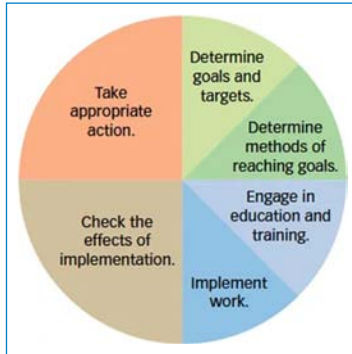 Determine
goals and
targets.
Determine
methods of
reaching goals.
Engage in
education and
training.
Implement
work.
Check the
effects of
implementation.
Take
appropriate
action.